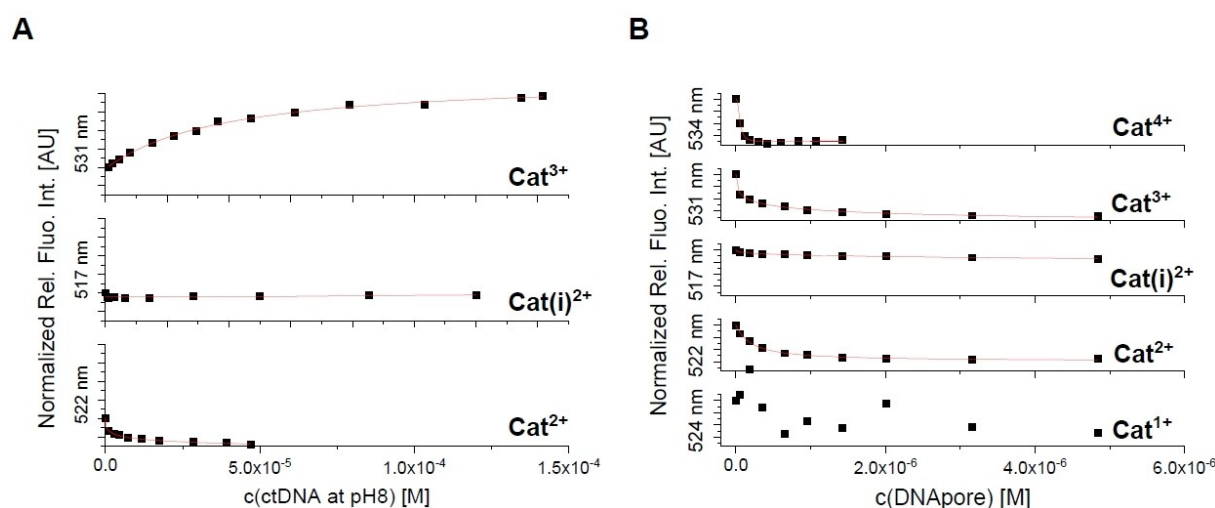 A
Normalized Rel. Fluo. Int. [AU]
531 nm
Cat3+
517 nm
Cat(i)2+
522 nm
Cat2+
0.0
5.0x10-5
1.0x10-4
1.5x10-4
c(ctDNA at pH8) [M]
B
Normalized Rel. Fluo. Int. [AU]
534 nm
Cat4+
531 nm
Cat3+
517 nm
Cat(i)2+
522 nm
Cat2+
524 nm
Cat1+
0.0
2.0x10-6
4.0x10-6
6.0x10-6
c(DNApore) [M]